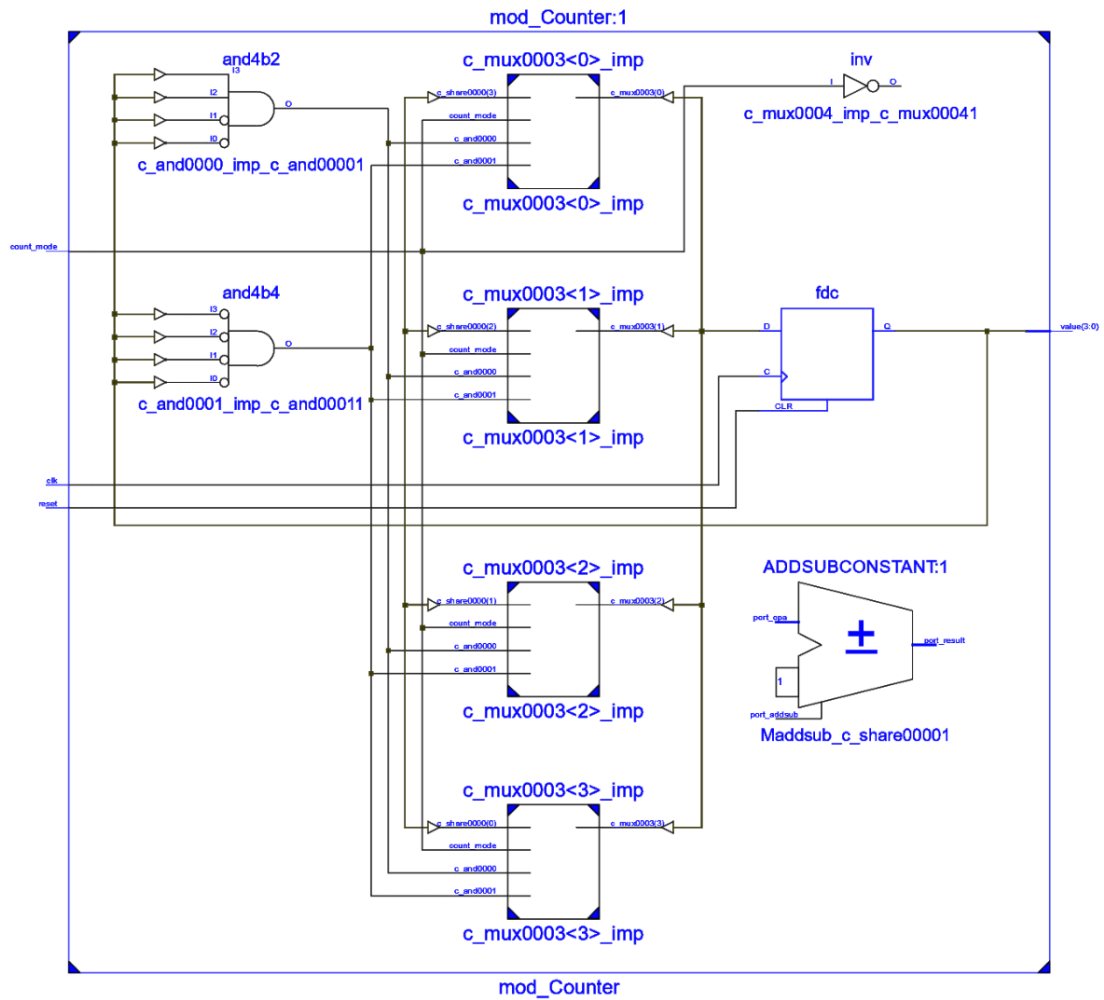 mod_Counter:1
and4b2
I3
I2
I1
I0
O
c_and0000_imp_c_and00001
c_mux0003<0>_imp
c_share0000(3)
count_mode
c_and0000
c_and0001
c_mux0003(0)
c_mux0003<0>_imp
inv
I
O
c_mux0004_imp_c_mux00041
count_mode
and4b4
I3
I2
I1
I0
O
c_and0001_imp_c_and00011
c_mux0003<1>_imp
c_share0000(2)
count_mode
c_and0000
c_and0001
c_mux0003(1)
c_mux0003<1>_imp
fdc
D
C
CLR
Q
value(3:0)
clk
reset
c_mux0003<2>_imp
c_share0000(1)
count_mode
c_and0000
c_and0001
c_mux0003(2)
c_mux0003<2>_imp
ADDSUBCONSTANT:1
port_opa
±
port_result
1
port_addsub
Maddsub_c_share00001
c_mux0003<3>_imp
c_share0000(0)
count_mode
c_and0000
c_and0001
c_mux0003(3)
c_mux0003<3>_imp
mod_Counter